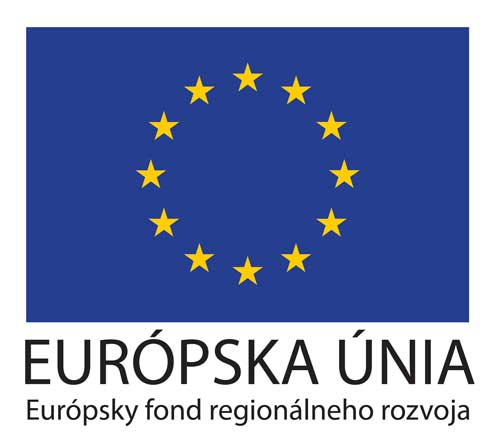 EURÓPSKA ÚNIA
Európsky fond regionálneho rozvoja